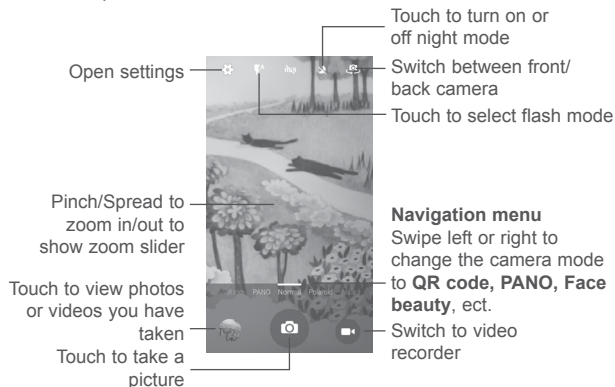 Touch to turn on or
off night mode
Open settings
Switch between front/
back camera
Touch to select flash mode
Pinch/Spread to
zoom in/out to
show zoom slider
Navigation menu
Swipe left or right to
change the camera mode
to QR code, PANO, Face
beauty, ect.
PANO Normal Polaroid
Touch to view photos
or videos you have
taken
Switch to video
recorder
Touch to take a
picture